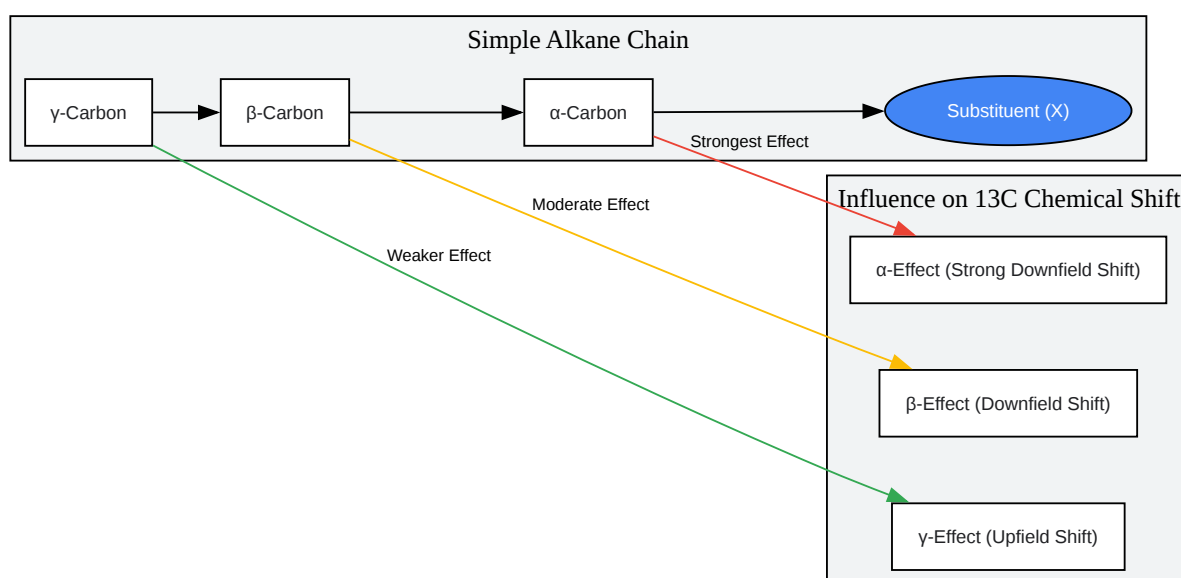 Simple Alkane Chain
γ-Carbon
β-Carbon
α-Carbon
Substituent (X)
Strongest Effect
Moderate Effect
Weaker Effect
Influence on 13C Chemical Shift
α-Effect (Strong Downfield Shift)
β-Effect (Downfield Shift)
γ-Effect (Upfield Shift)